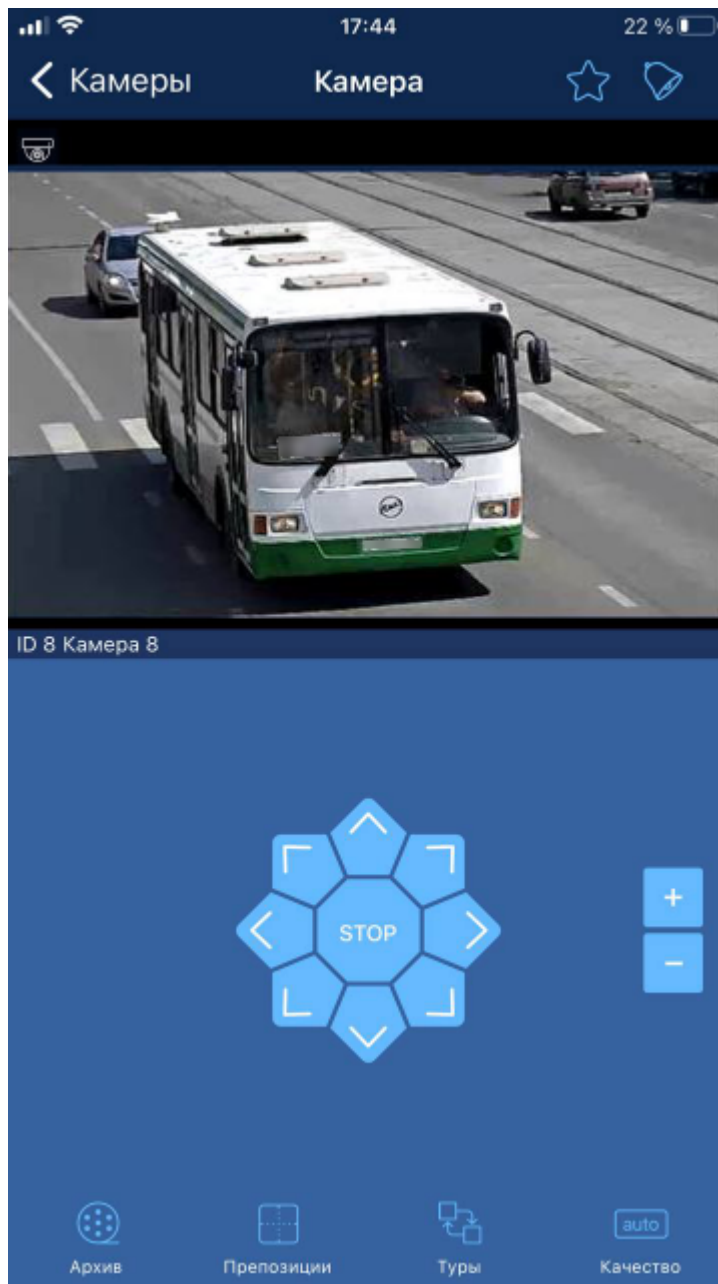 17:44
22 %
Камеры
Камера
ID 8 Камера 8
STOP
+
−
Архив
Препозиции
Туры
Качество
auto